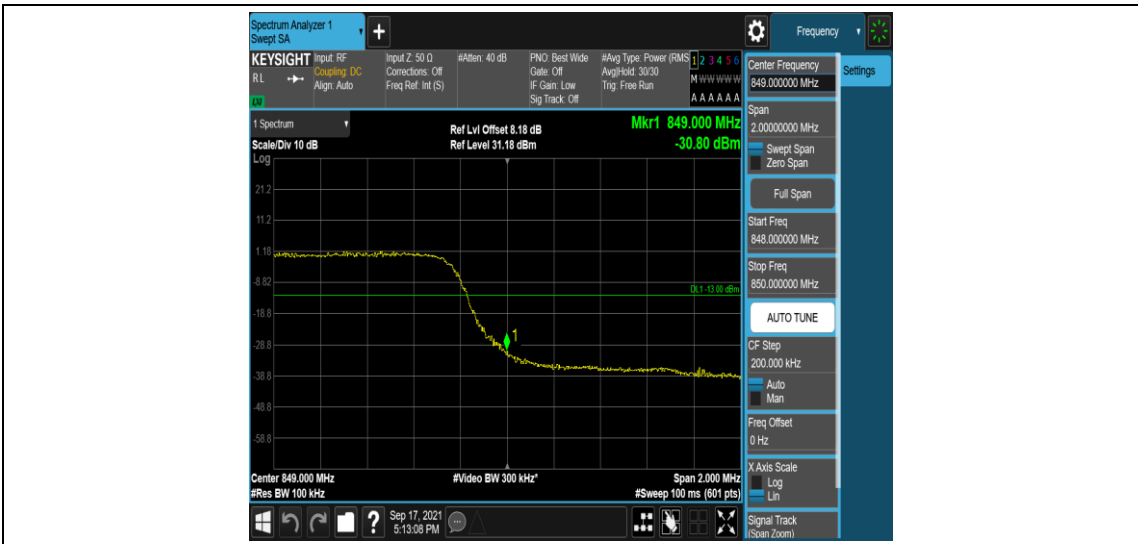 Spectrum Analyzer 1
Swept SA
+
Frequency
KEYSIGHT
RL
LXI
Input: RF
Coupling: DC
Align: Auto
Input Z: 50 Ω
Corrections: Off
Freq Ref: Int (S)
#Atten: 40 dB
PNO: Best Wide
Gate: Off
IF Gain: Low
Sig Track: Off
#Avg Type: Power (RMS
Avg|Hold: 30/30
Trig: Free Run
1 2 3 4 5 6
M W W W W W
A A A A A A
1 Spectrum
Scale/Div 10 dB
Log
Ref Lvl Offset 8.18 dB
Ref Level 31.18 dBm
Mkr1 849.000 MHz
-30.80 dBm
21.2
11.2
1.18
-8.82
DL1 -13.00 dBm
-18.8
1
-28.8
-38.8
-48.8
-58.8
Center 849.000 MHz
#Video BW 300 kHz*
Span 2.000 MHz
#Res BW 100 kHz
#Sweep 100 ms (601 pts)
?
Sep 17, 2021
5:13:08 PM
Center Frequency
849.000000 MHz
Settings
Span
2.00000000 MHz
Swept Span
Zero Span
Full Span
Start Freq
848.000000 MHz
Stop Freq
850.000000 MHz
AUTO TUNE
CF Step
200.000 kHz
Auto
Man
Freq Offset
0 Hz
X Axis Scale
Log
Lin
Signal Track
(Span Zoom)